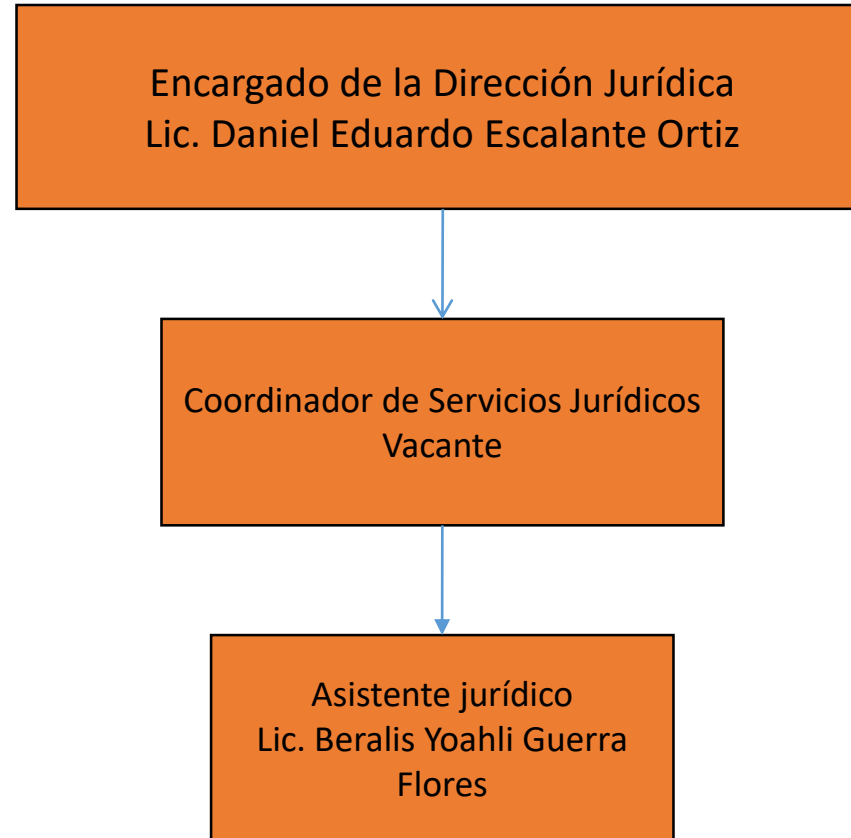 Encargado de la Dirección Jurídica
Lic. Daniel Eduardo Escalante Ortiz
Coordinador de Servicios Jurídicos
Vacante
Asistente jurídico
Lic. Beralis Yoahli Guerra
Flores